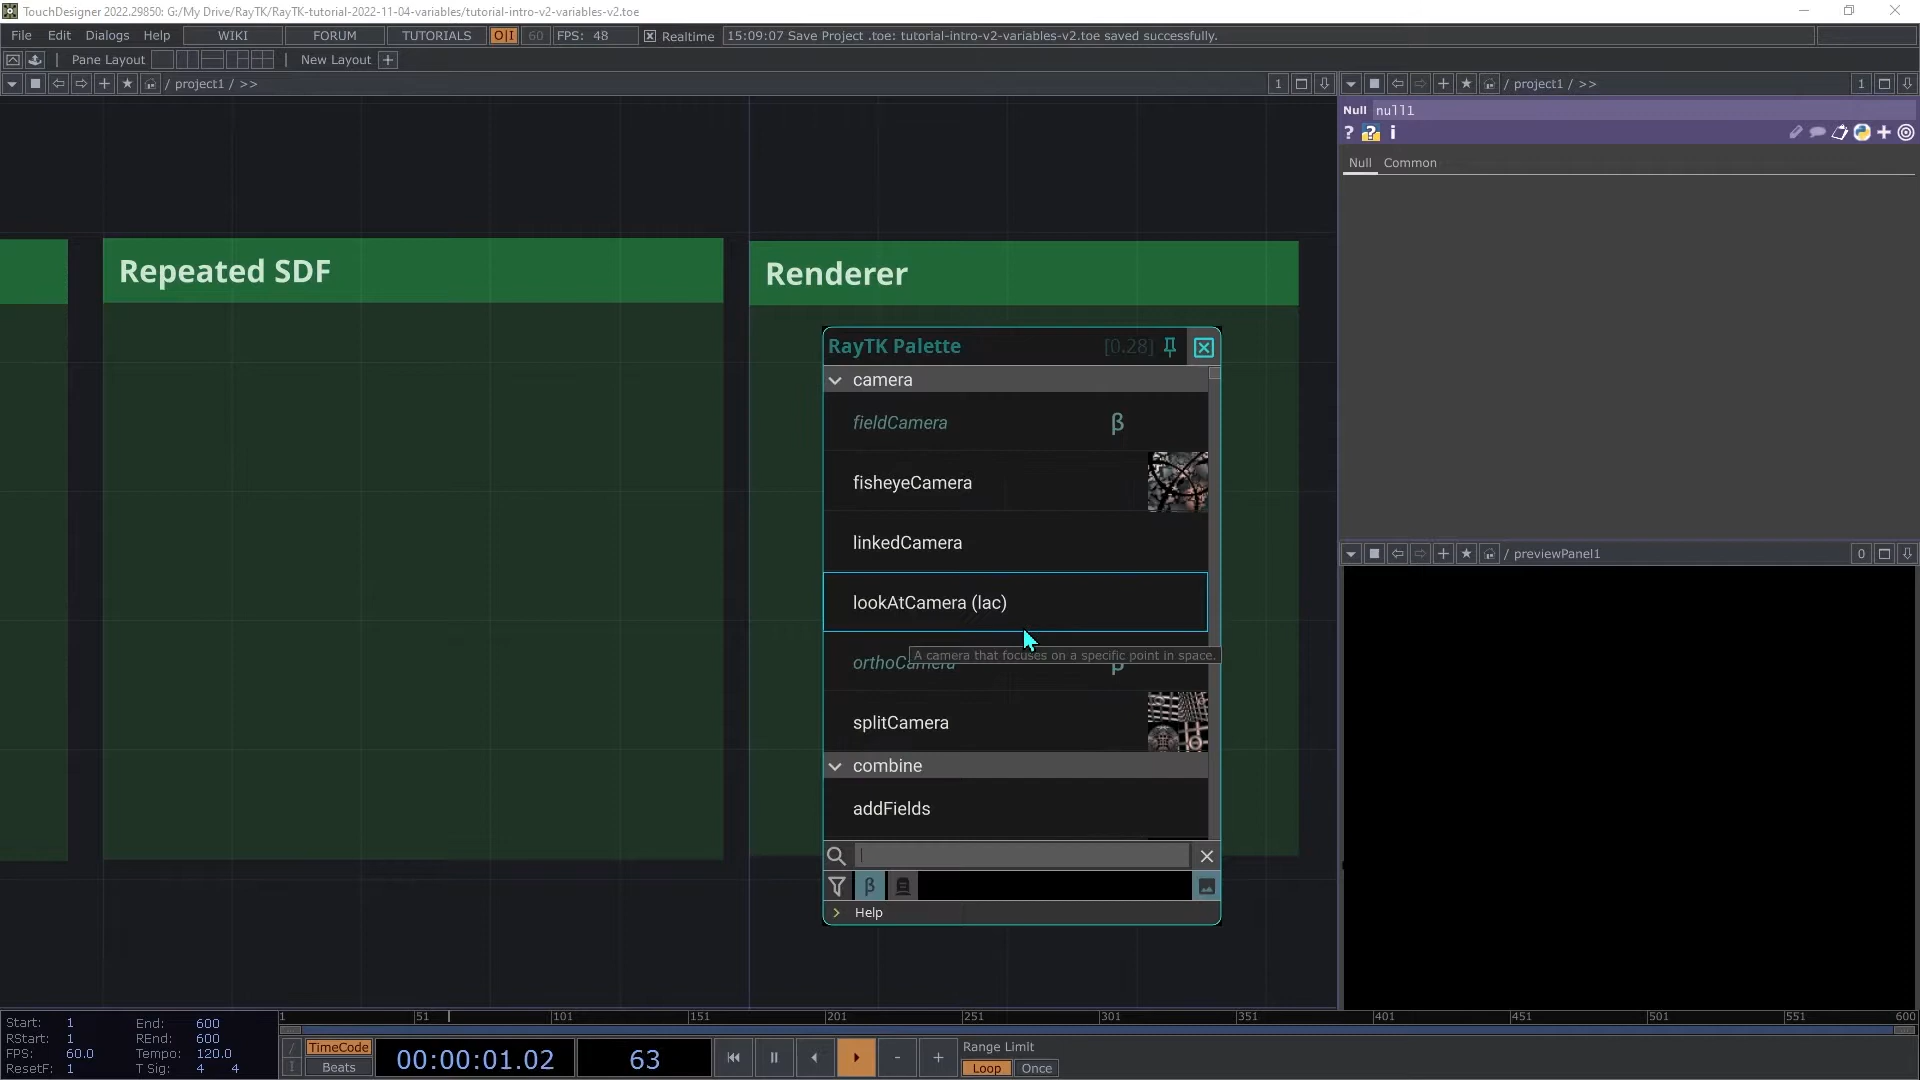 TouchDesigner 2022.29850: G:/My Drive/RayTK/RayTK-tutorial-2022-11-04-variables/tutorial-intro-v2-variables-v2.toe
File Edit Dialogs Help WIKI FORUM TUTORIALS O|I 60 FPS: 48 Realtime 15:09:07 Save Project .toe: tutorial-intro-v2-variables-v2.toe saved successfully.
Pane Layout New Layout
/ project1 / >> 1
/ project1 / >> 1
Null null1
Null Common
Repeated SDF
Renderer
RayTK Palette [0.28]
camera
fieldCamera β
fisheyeCamera
linkedCamera
lookAtCamera (lac)
A camera that focuses on a specific point in space.
orthoCamera β
splitCamera
combine
addFields
β
Help
/ previewPanel1 0
1 51 101 151 201 251 301 351 401 451 501 551 600
Start: 1 End: 600
RStart: 1 REnd: 600
FPS: 60.0 Tempo: 120.0
ResetF: 1 T Sig: 4 4
TimeCode
Beats
00:00:01.02
63
Range Limit
Loop Once